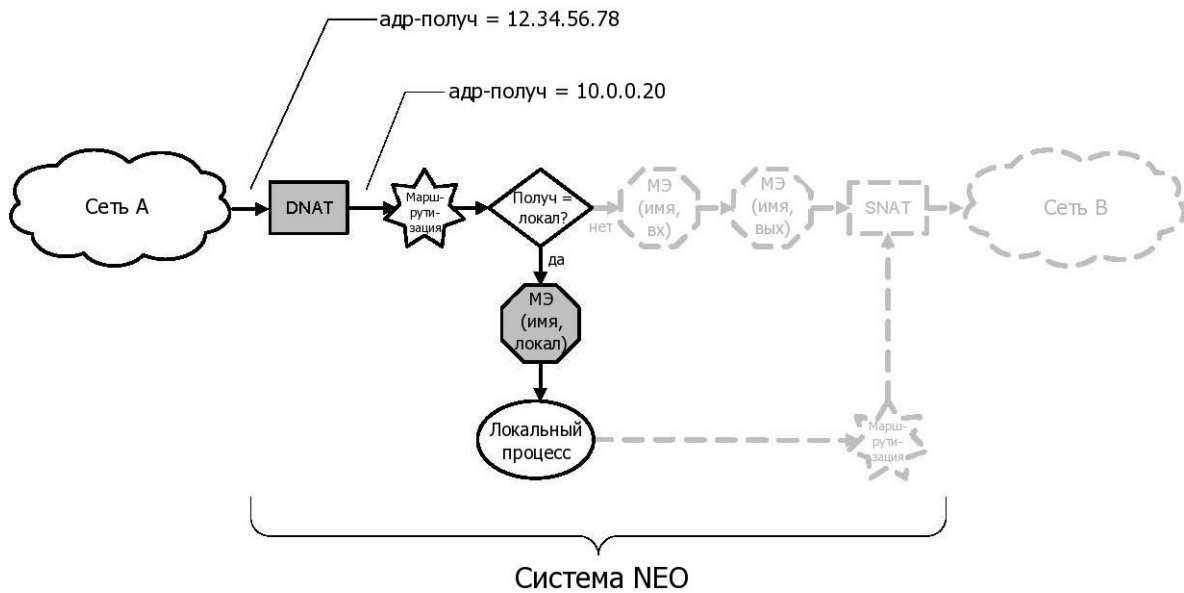 адр-получ = 12.34.56.78
адр-получ = 10.0.0.20
Сеть A
DNAT
Марш-
рути-
зация
Получ =
локал?
нет
да
МЭ
(имя,
вх)
МЭ
(имя,
вых)
SNAT
Сеть B
МЭ
(имя,
локал)
Локальный
процесс
Марш-
рути-
зация
Система NEO